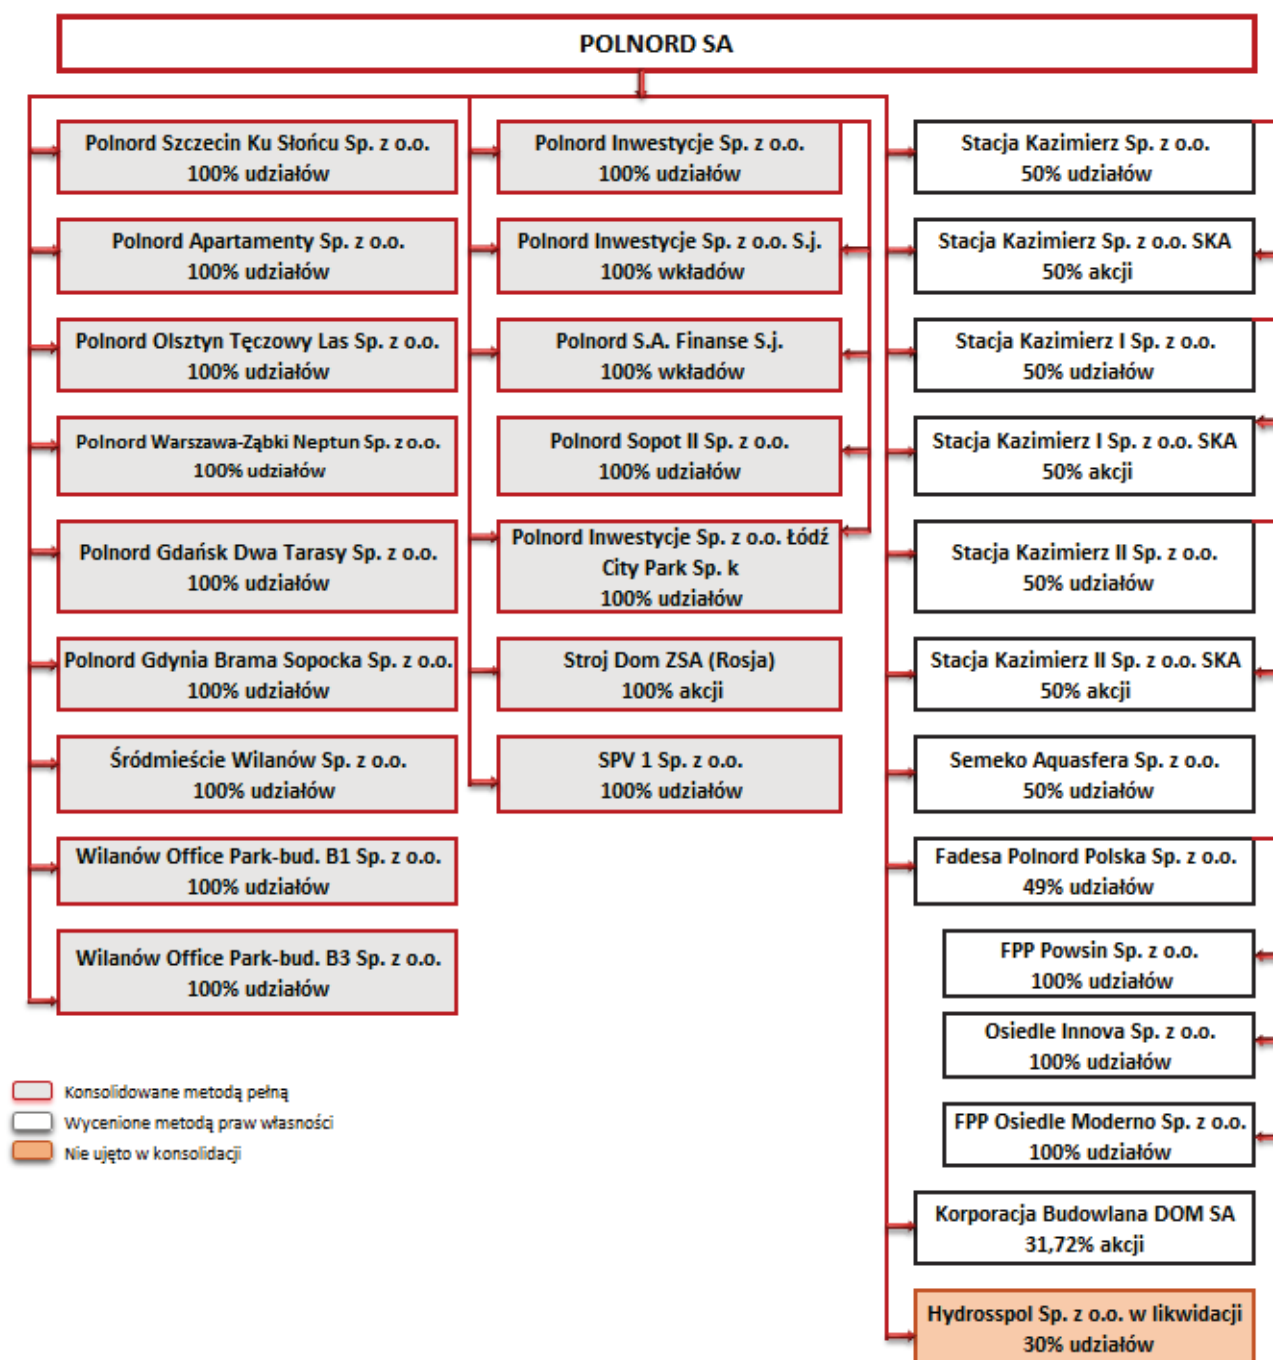 POLNORD SA
Polnord Szczecin Ku Słońcu Sp. z o.o.
100% udziałów
Polnord Apartamenty Sp. z o.o.
100% udziałów
Polnord Olsztyn Tęczowy Las Sp. z o.o.
100% udziałów
Polnord Warszawa-Ząbki Neptun Sp. z o.o.
100% udziałów
Polnord Gdańsk Dwa Tarasy Sp. z o.o.
100% udziałów
Polnord Gdynia Brama Sopocka Sp. z o.o.
100% udziałów
Śródmieście Wilanów Sp. z o.o.
100% udziałów
Wilanów Office Park-bud. B1 Sp. z o.o.
100% udziałów
Wilanów Office Park-bud. B3 Sp. z o.o.
100% udziałów
Polnord Inwestycje Sp. z o.o.
100% udziałów
Polnord Inwestycje Sp. z o.o. S.j.
100% wkładów
Polnord S.A. Finanse S.j.
100% wkładów
Polnord Sopot II Sp. z o.o.
100% udziałów
Polnord Inwestycje Sp. z o.o. Łódź
City Park Sp. k
100% udziałów
Stroj Dom ZSA (Rosja)
100% akcji
SPV 1 Sp. z o.o.
100% udziałów
Stacja Kazimierz Sp. z o.o.
50% udziałów
Stacja Kazimierz Sp. z o.o. SKA
50% akcji
Stacja Kazimierz I Sp. z o.o.
50% udziałów
Stacja Kazimierz I Sp. z o.o. SKA
50% akcji
Stacja Kazimierz II Sp. z o.o.
50% udziałów
Stacja Kazimierz II Sp. z o.o. SKA
50% akcji
Semeko Aquasfera Sp. z o.o.
50% udziałów
Fadesa Polnord Polska Sp. z o.o.
49% udziałów
FPP Powsin Sp. z o.o.
100% udziałów
Osiedle Innova Sp. z o.o.
100% udziałów
FPP Osiedle Moderno Sp. z o.o.
100% udziałów
Korporacja Budowlana DOM SA
31,72% akcji
Hydrosspol Sp. z o.o. w likwidacji
30% udziałów
Konsolidowane metodą pełną
Wycenione metodą praw własności
Nie ujęto w konsolidacji